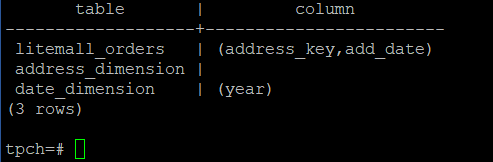 table        |         column
--------------------+------------------------
 litemall_orders    | (address_key,add_date)
 address_dimension  |
 date_dimension     | (year)
(3 rows)
tpch=#